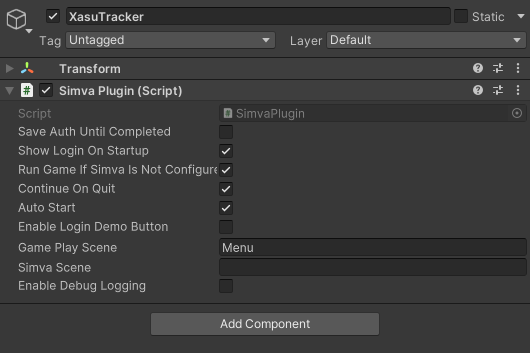 XasuTracker
Static
Tag Untagged Layer Default
Transform
# Simva Plugin (Script)
Script # SimvaPlugin
Save Auth Until Completed
Show Login On Startup
Run Game If Simva Is Not Configure
Continue On Quit
Auto Start
Enable Login Demo Button
Game Play Scene Menu
Simva Scene
Enable Debug Logging
Add Component